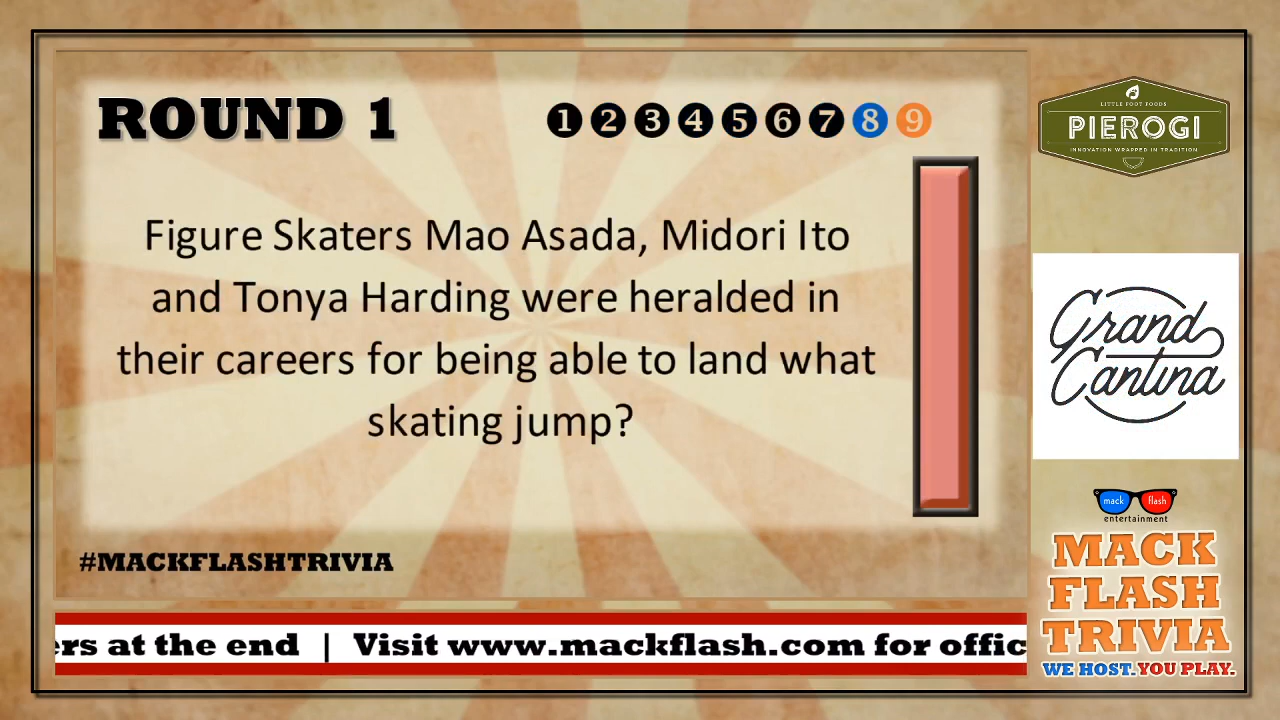 ROUND 1
1 2 3 4 5 6 7 8 9
Figure Skaters Mao Asada, Midori Ito
and Tonya Harding were heralded in
their careers for being able to land what
skating jump?
#MACKFLASHTRIVIA
ers at the end | Visit www.mackflash.com for offic
LITTLE FOOT FOODS
PIEROGI
INNOVATION WRAPPED IN TRADITION
Grand
Cantina
mack flash
entertainment
MACK
FLASH
TRIVIA
WE HOST. YOU PLAY.